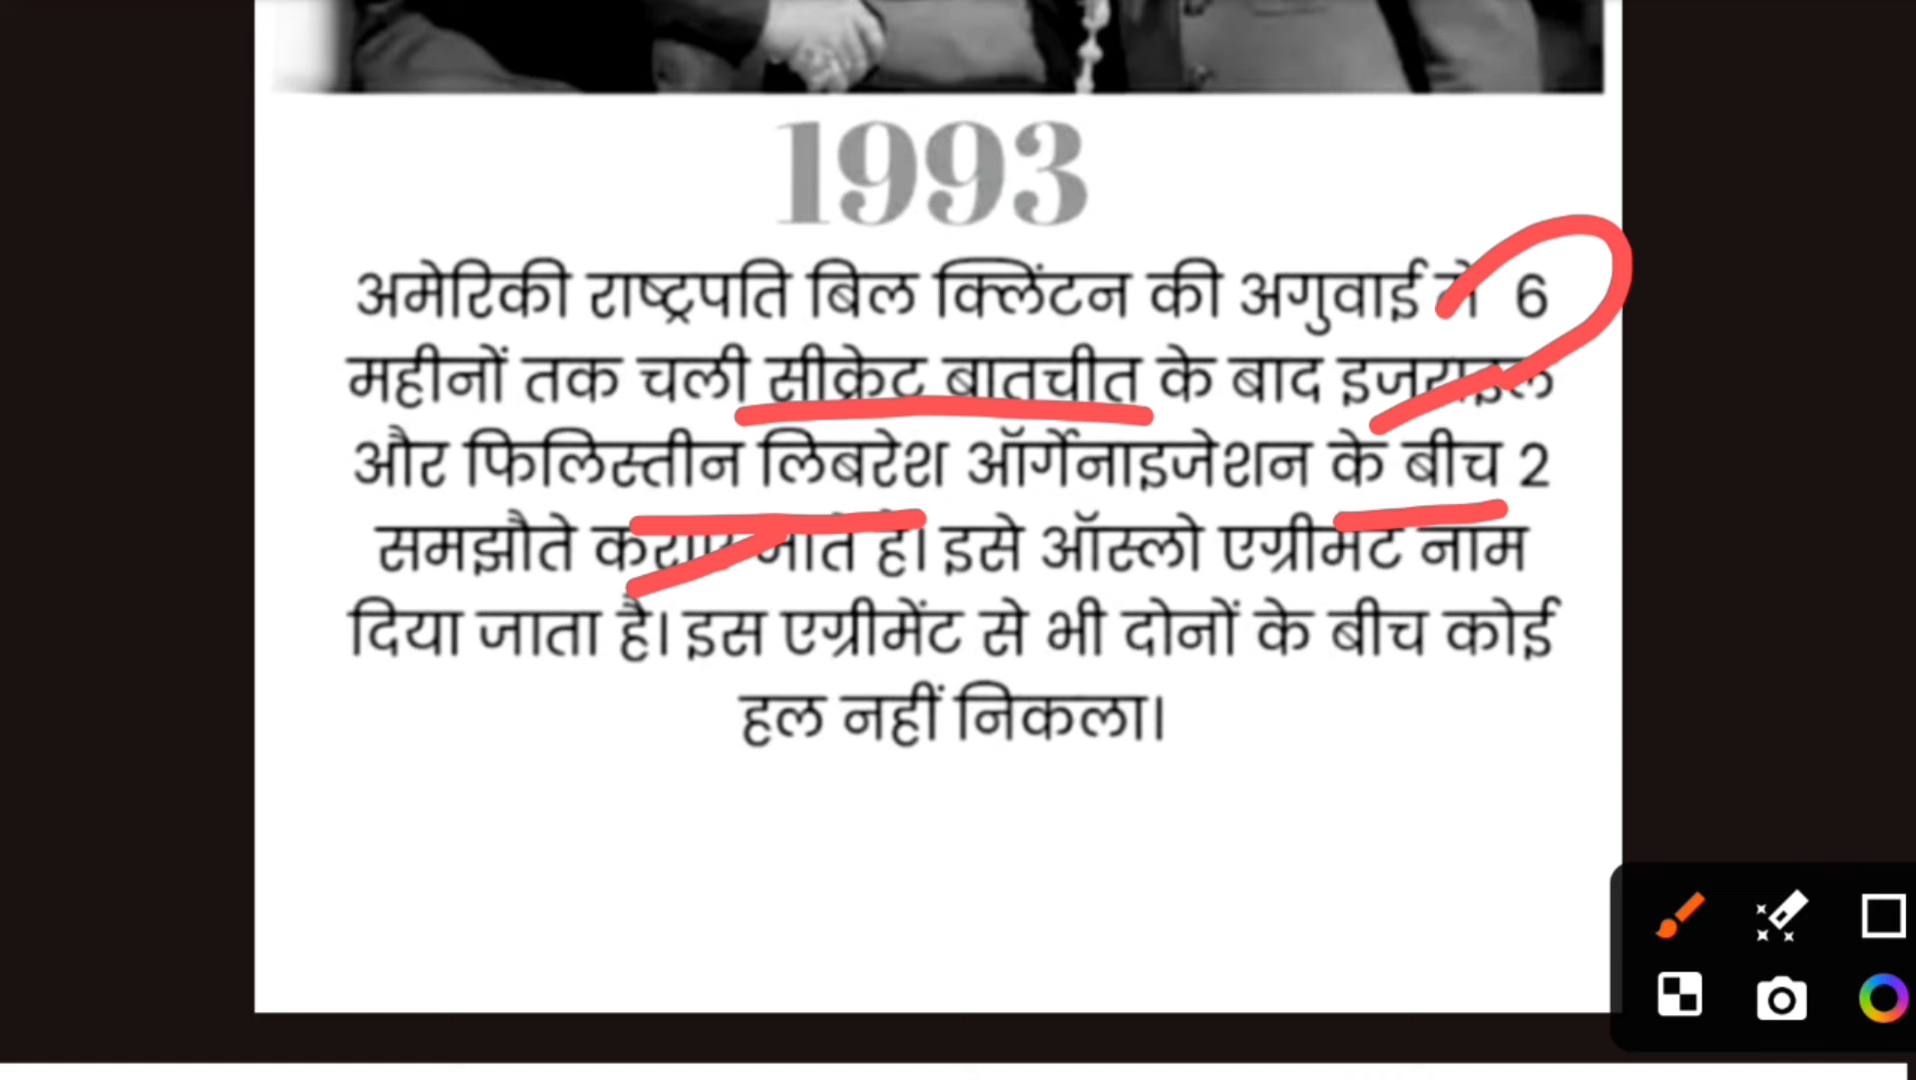 1993
अमेरिकी राष्ट्रपति बिल क्लिंटन की अगुवाई में 6
महीनों तक चली सीक्रेट बातचीत के बाद इजराइल
और फिलिस्तीन लिबरेश ऑर्गेनाइजेशन के बीच 2
समझौते कराए जाते हैं। इसे ऑस्लो एग्रीमेंट नाम
दिया जाता है। इस एग्रीमेंट से भी दोनों के बीच कोई
हल नहीं निकला।